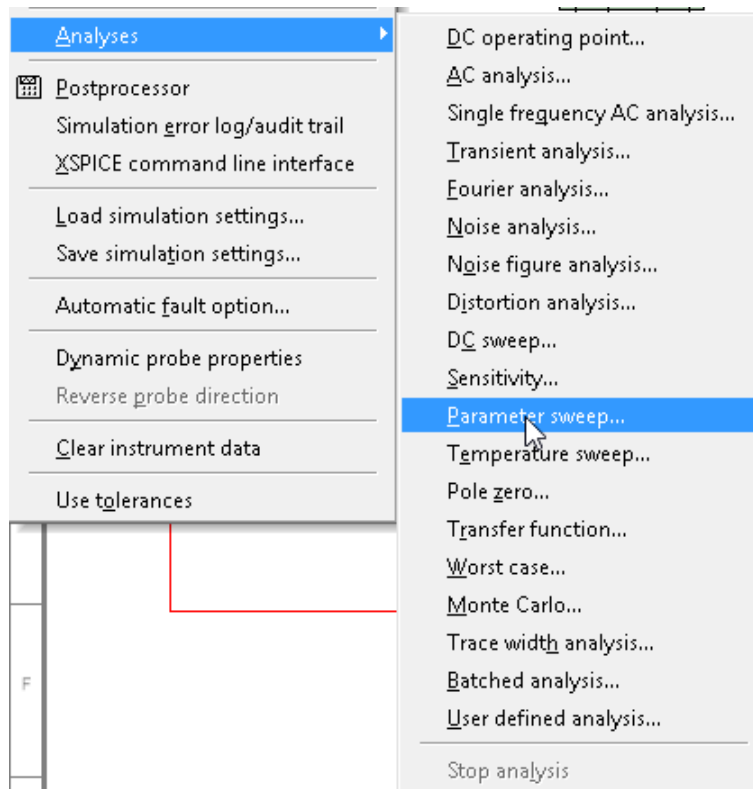 Analyses
Postprocessor
Simulation error log/audit trail
XSPICE command line interface
Load simulation settings...
Save simulation settings...
Automatic fault option...
Dynamic probe properties
Reverse probe direction
Clear instrument data
Use tolerances
F
DC operating point...
AC analysis...
Single frequency AC analysis...
Transient analysis...
Fourier analysis...
Noise analysis...
Noise figure analysis...
Distortion analysis...
DC sweep...
Sensitivity...
Parameter sweep...
Temperature sweep...
Pole zero...
Transfer function...
Worst case...
Monte Carlo...
Trace width analysis...
Batched analysis...
User defined analysis...
Stop analysis